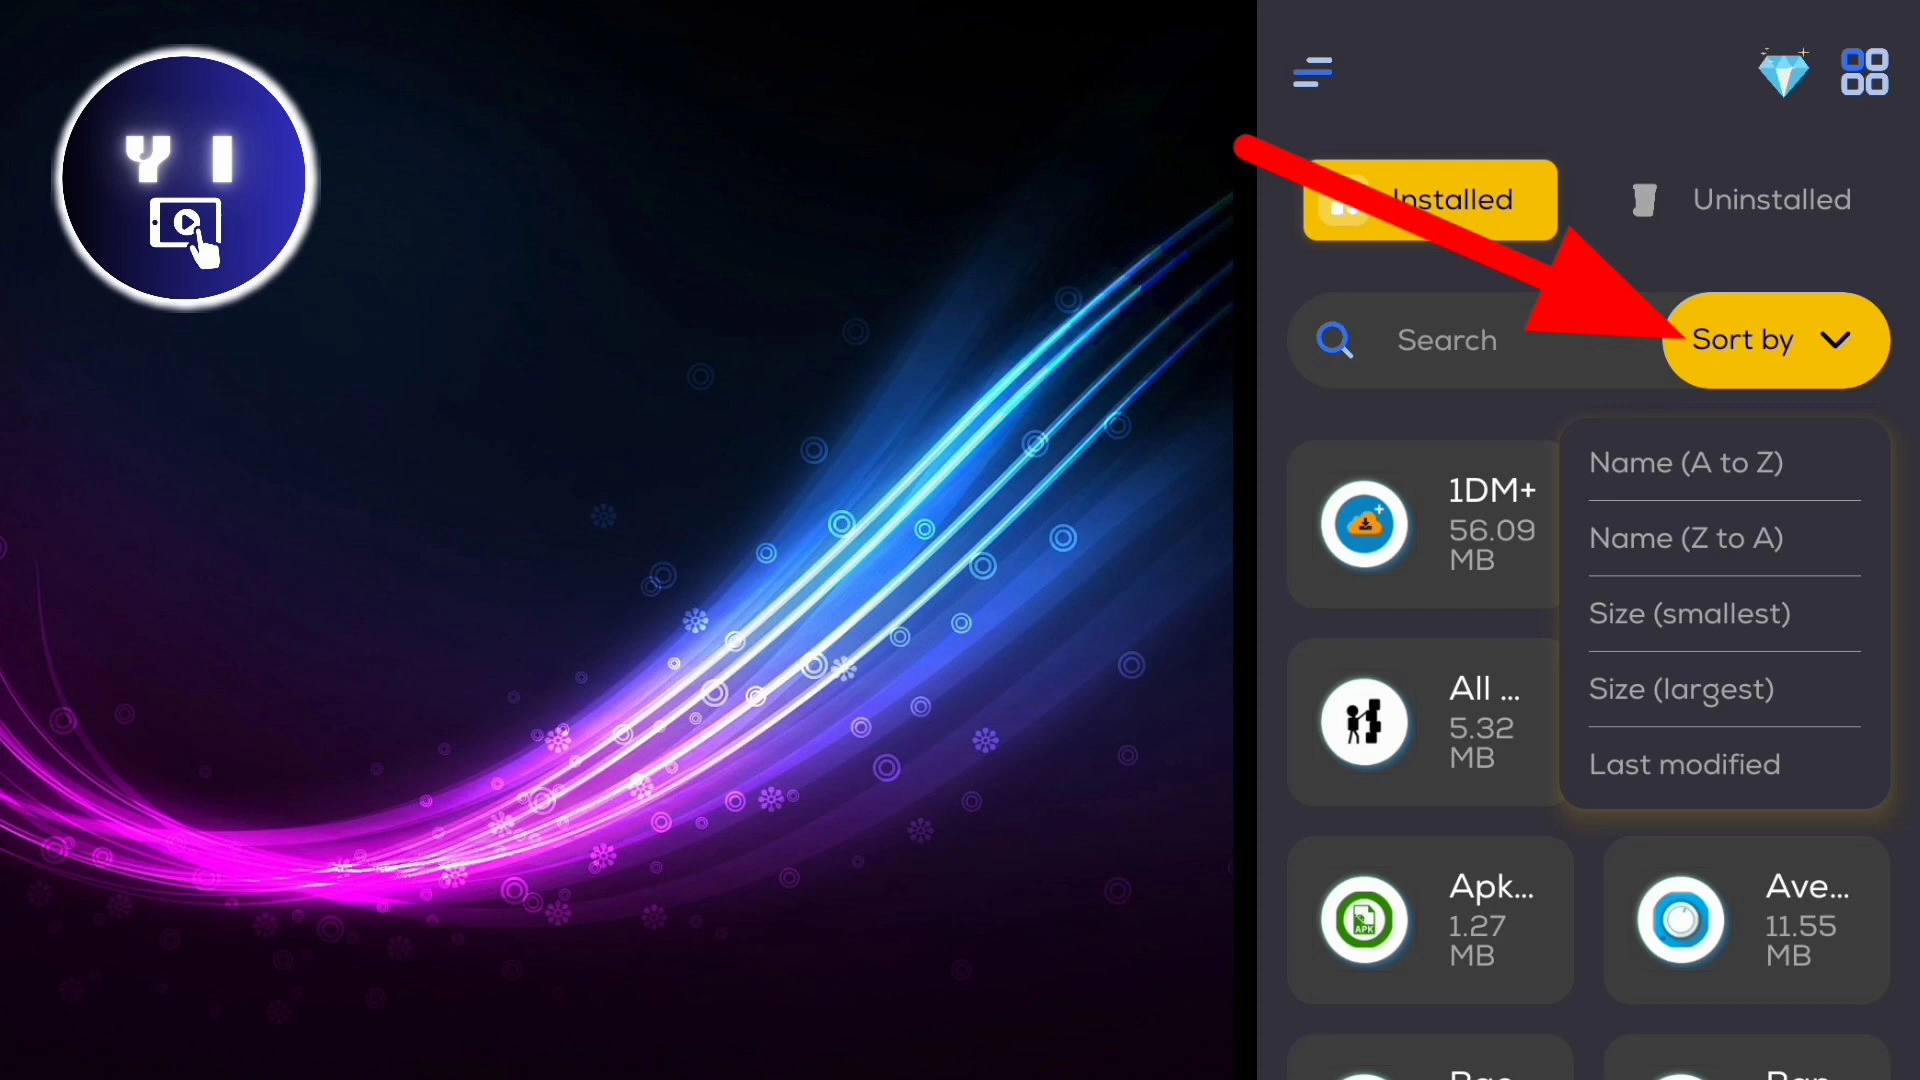 Y I
Installed
Uninstalled
Search
Sort by
Name (A to Z)
Name (Z to A)
Size (smallest)
Size (largest)
Last modified
1DM+
56.09
MB
All ...
5.32
MB
Apk...
1.27
MB
APK
Ave...
11.55
MB